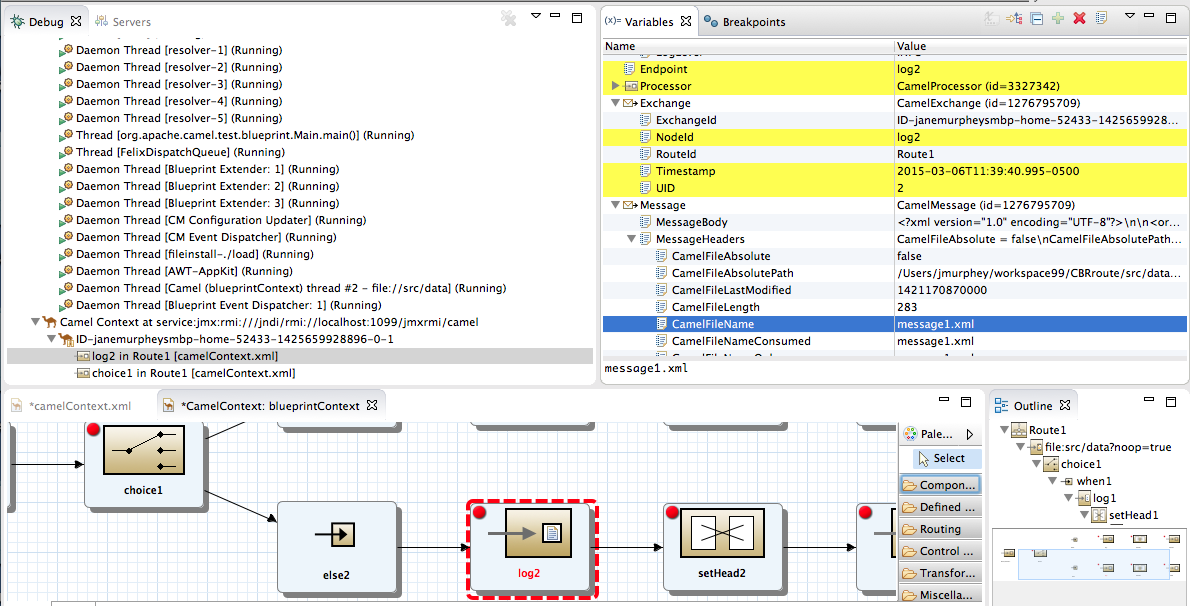 Debug
Servers
Daemon Thread [resolver-1] (Running)
Daemon Thread [resolver-2] (Running)
Daemon Thread [resolver-3] (Running)
Daemon Thread [resolver-4] (Running)
Daemon Thread [resolver-5] (Running)
Thread [org.apache.camel.test.blueprint.Main.main()] (Running)
Thread [FelixDispatchQueue] (Running)
Daemon Thread [Blueprint Extender: 1] (Running)
Daemon Thread [Blueprint Extender: 2] (Running)
Daemon Thread [Blueprint Extender: 3] (Running)
Daemon Thread [CM Configuration Updater] (Running)
Daemon Thread [CM Event Dispatcher] (Running)
Daemon Thread [fileinstall-./load] (Running)
Daemon Thread [AWT-AppKit] (Running)
Daemon Thread [Camel (blueprintContext) thread #2 - file://src/data] (Running)
Daemon Thread [Blueprint Event Dispatcher: 1] (Running)
Camel Context at service:jmx:rmi:///jndi/rmi://localhost:1099/jmxrmi/camel
ID-janemurpheysmbp-home-52433-1425659928896-0-1
log2 in Route1 [camelContext.xml]
choice1 in Route1 [camelContext.xml]
(x)= Variables
Breakpoints
Name Value
Endpoint log2
Processor CamelProcessor (id=3327342)
Exchange CamelExchange (id=1276795709)
ExchangeId ID-janemurpheysmbp-home-52433-1425659928...
NodeId log2
RouteId Route1
Timestamp 2015-03-06T11:39:40.995-0500
UID 2
Message CamelMessage (id=1276795709)
MessageBody <?xml version="1.0" encoding="UTF-8"?>\n\n<or...
MessageHeaders CamelFileAbsolute = false\nCamelFileAbsolutePath...
CamelFileAbsolute false
CamelFileAbsolutePath /Users/jmurphey/workspace99/CBRroute/src/data...
CamelFileLastModified 1421170870000
CamelFileLength 283
CamelFileName message1.xml
CamelFileNameConsumed message1.xml
message1.xml
*camelContext.xml
*CamelContext: blueprintContext
choice1
else2
log2
setHead2
Pale...
Select
Compon...
Defined ...
Routing
Control ...
Transfor...
Miscella...
Outline
Route1
file:src/data?noop=true
choice1
when1
log1
setHead1